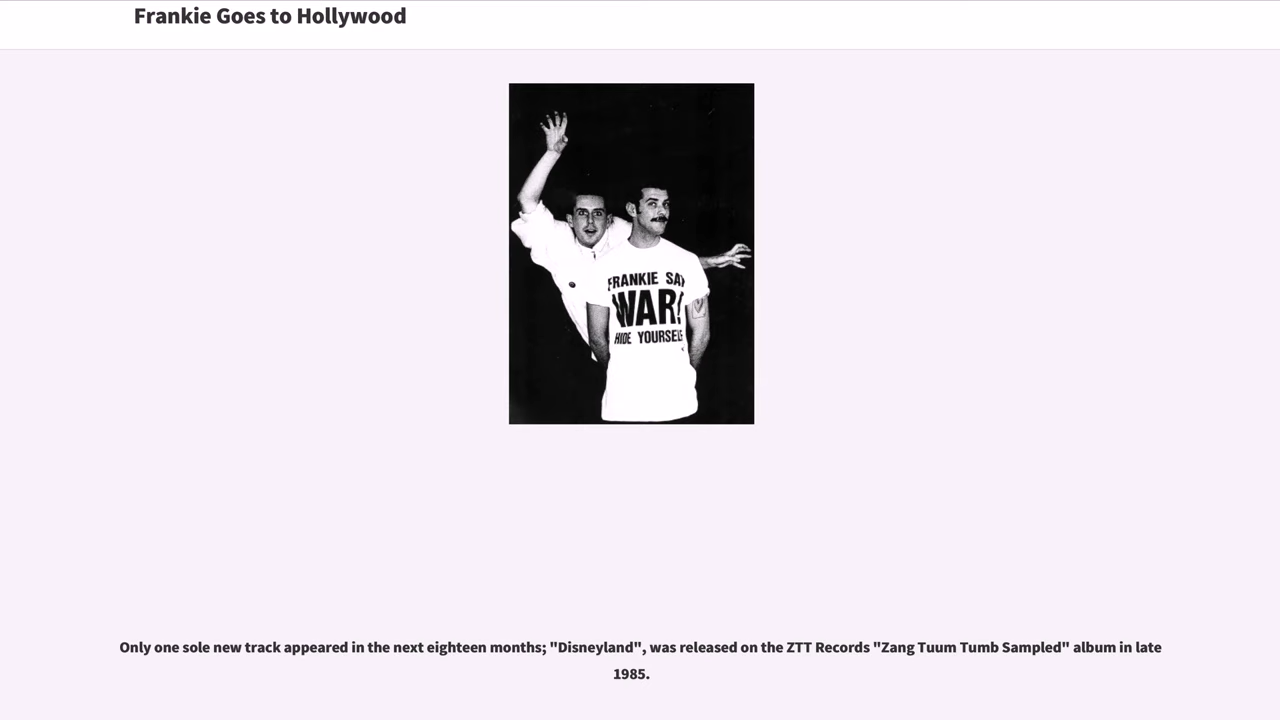 Frankie Goes to Hollywood
FRANKIE SAY
WAR!
HIDE YOURSELF
Only one sole new track appeared in the next eighteen months; "Disneyland", was released on the ZTT Records "Zang Tuum Tumb Sampled" album in late
1985.